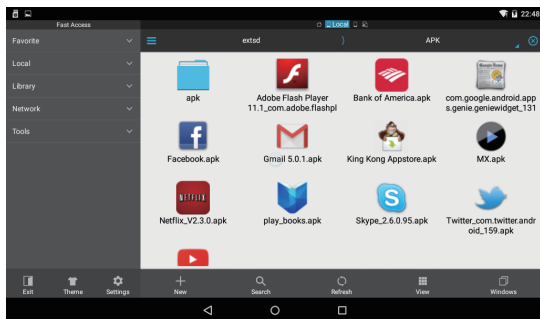 22:48
Fast Access
Local
Favorite
extsd
APK
Local
Library
apk
Adobe Flash Player
11.1_com.adobe.flashpl
Bank of America.apk
com.google.android.app
s.genie.geniewidget_131
Network
Tools
Facebook.apk
Gmail 5.0.1.apk
King Kong Appstore.apk
MX.apk
NETFLIX
Netflix_V2.3.0.apk
play_books.apk
Skype_2.6.0.95.apk
Twitter_com.twitter.andr
oid_159.apk
Exit
Theme
Settings
New
Search
Refresh
View
Windows